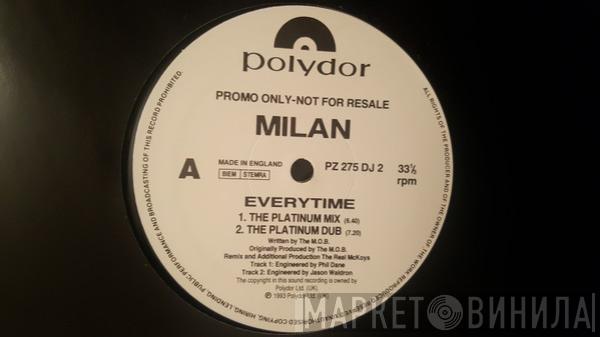 polydor
PROMO ONLY-NOT FOR RESALE
MILAN
A
MADE IN ENGLAND
BIEM STEMRA
PZ 275 DJ 2
33⅓
rpm
EVERYTIME
1. THE PLATINUM MIX (6.40)
2. THE PLATINUM DUB (7.20)
Written by The M.O.B.
Originally Produced by The M.O.B.
Remix and Additional Production The Real McKoys
Track 1: Engineered by Phil Dane
Track 2: Engineered by Jason Waldron
The copyright in this sound recording is owned by
Polydor Ltd. (UK)
℗ 1993 Polydor Ltd. (UK)
ALL RIGHTS OF THE PRODUCER AND OF THE OWNER OF THE WORK REPRODUCED RESERVED UNAUTHORISED COPYING, HIRING, LENDING, PUBLIC PERFORMANCE AND BROADCASTING OF THIS RECORD PROHIBITED.
МАРКЕТ ВИНИЛА